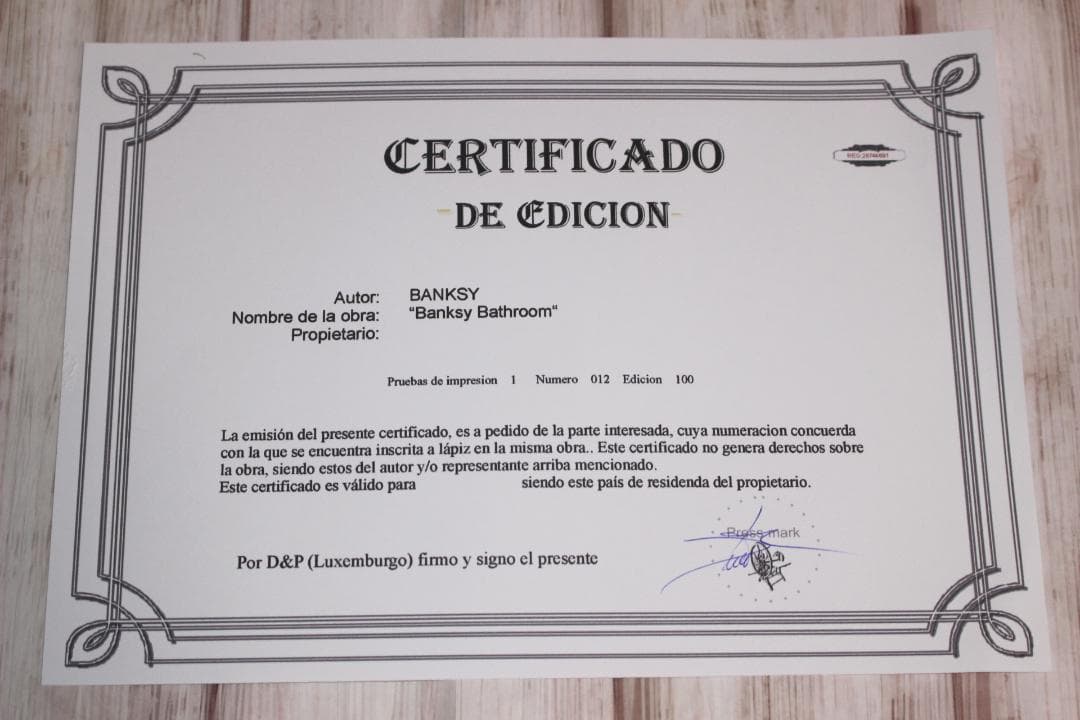 CERTIFICADO
REG:28746/881
-DE EDICION-
Autor: BANKSY
Nombre de la obra: "Banksy Bathroom"
Propietario:
Pruebas de impresion 1 Numero 012 Edicion 100
La emisión del presente certificado, es a pedido de la parte interesada, cuya numeracion concuerda
con la que se encuentra inscrita a lápiz en la misma obra.. Este certificado no genera derechos sobre
la obra, siendo estos del autor y/o representante arriba mencionado.
Este certificado es válido para siendo este país de residenda del propietario.
Press mark
Por D&P (Luxemburgo) firmo y signo el presente